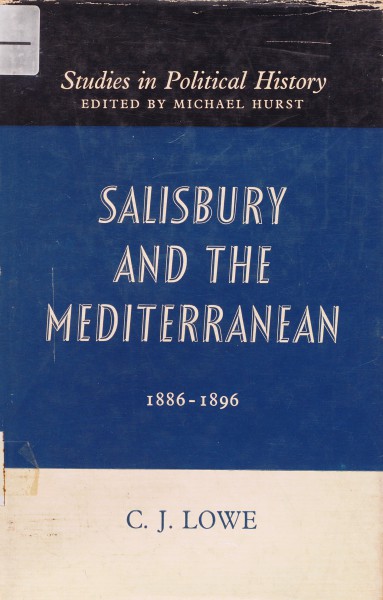 Studies in Political History
EDITED BY MICHAEL HURST
SALISBURY
AND THE
MEDITERRANEAN
1886-1896
C. J. LOWE